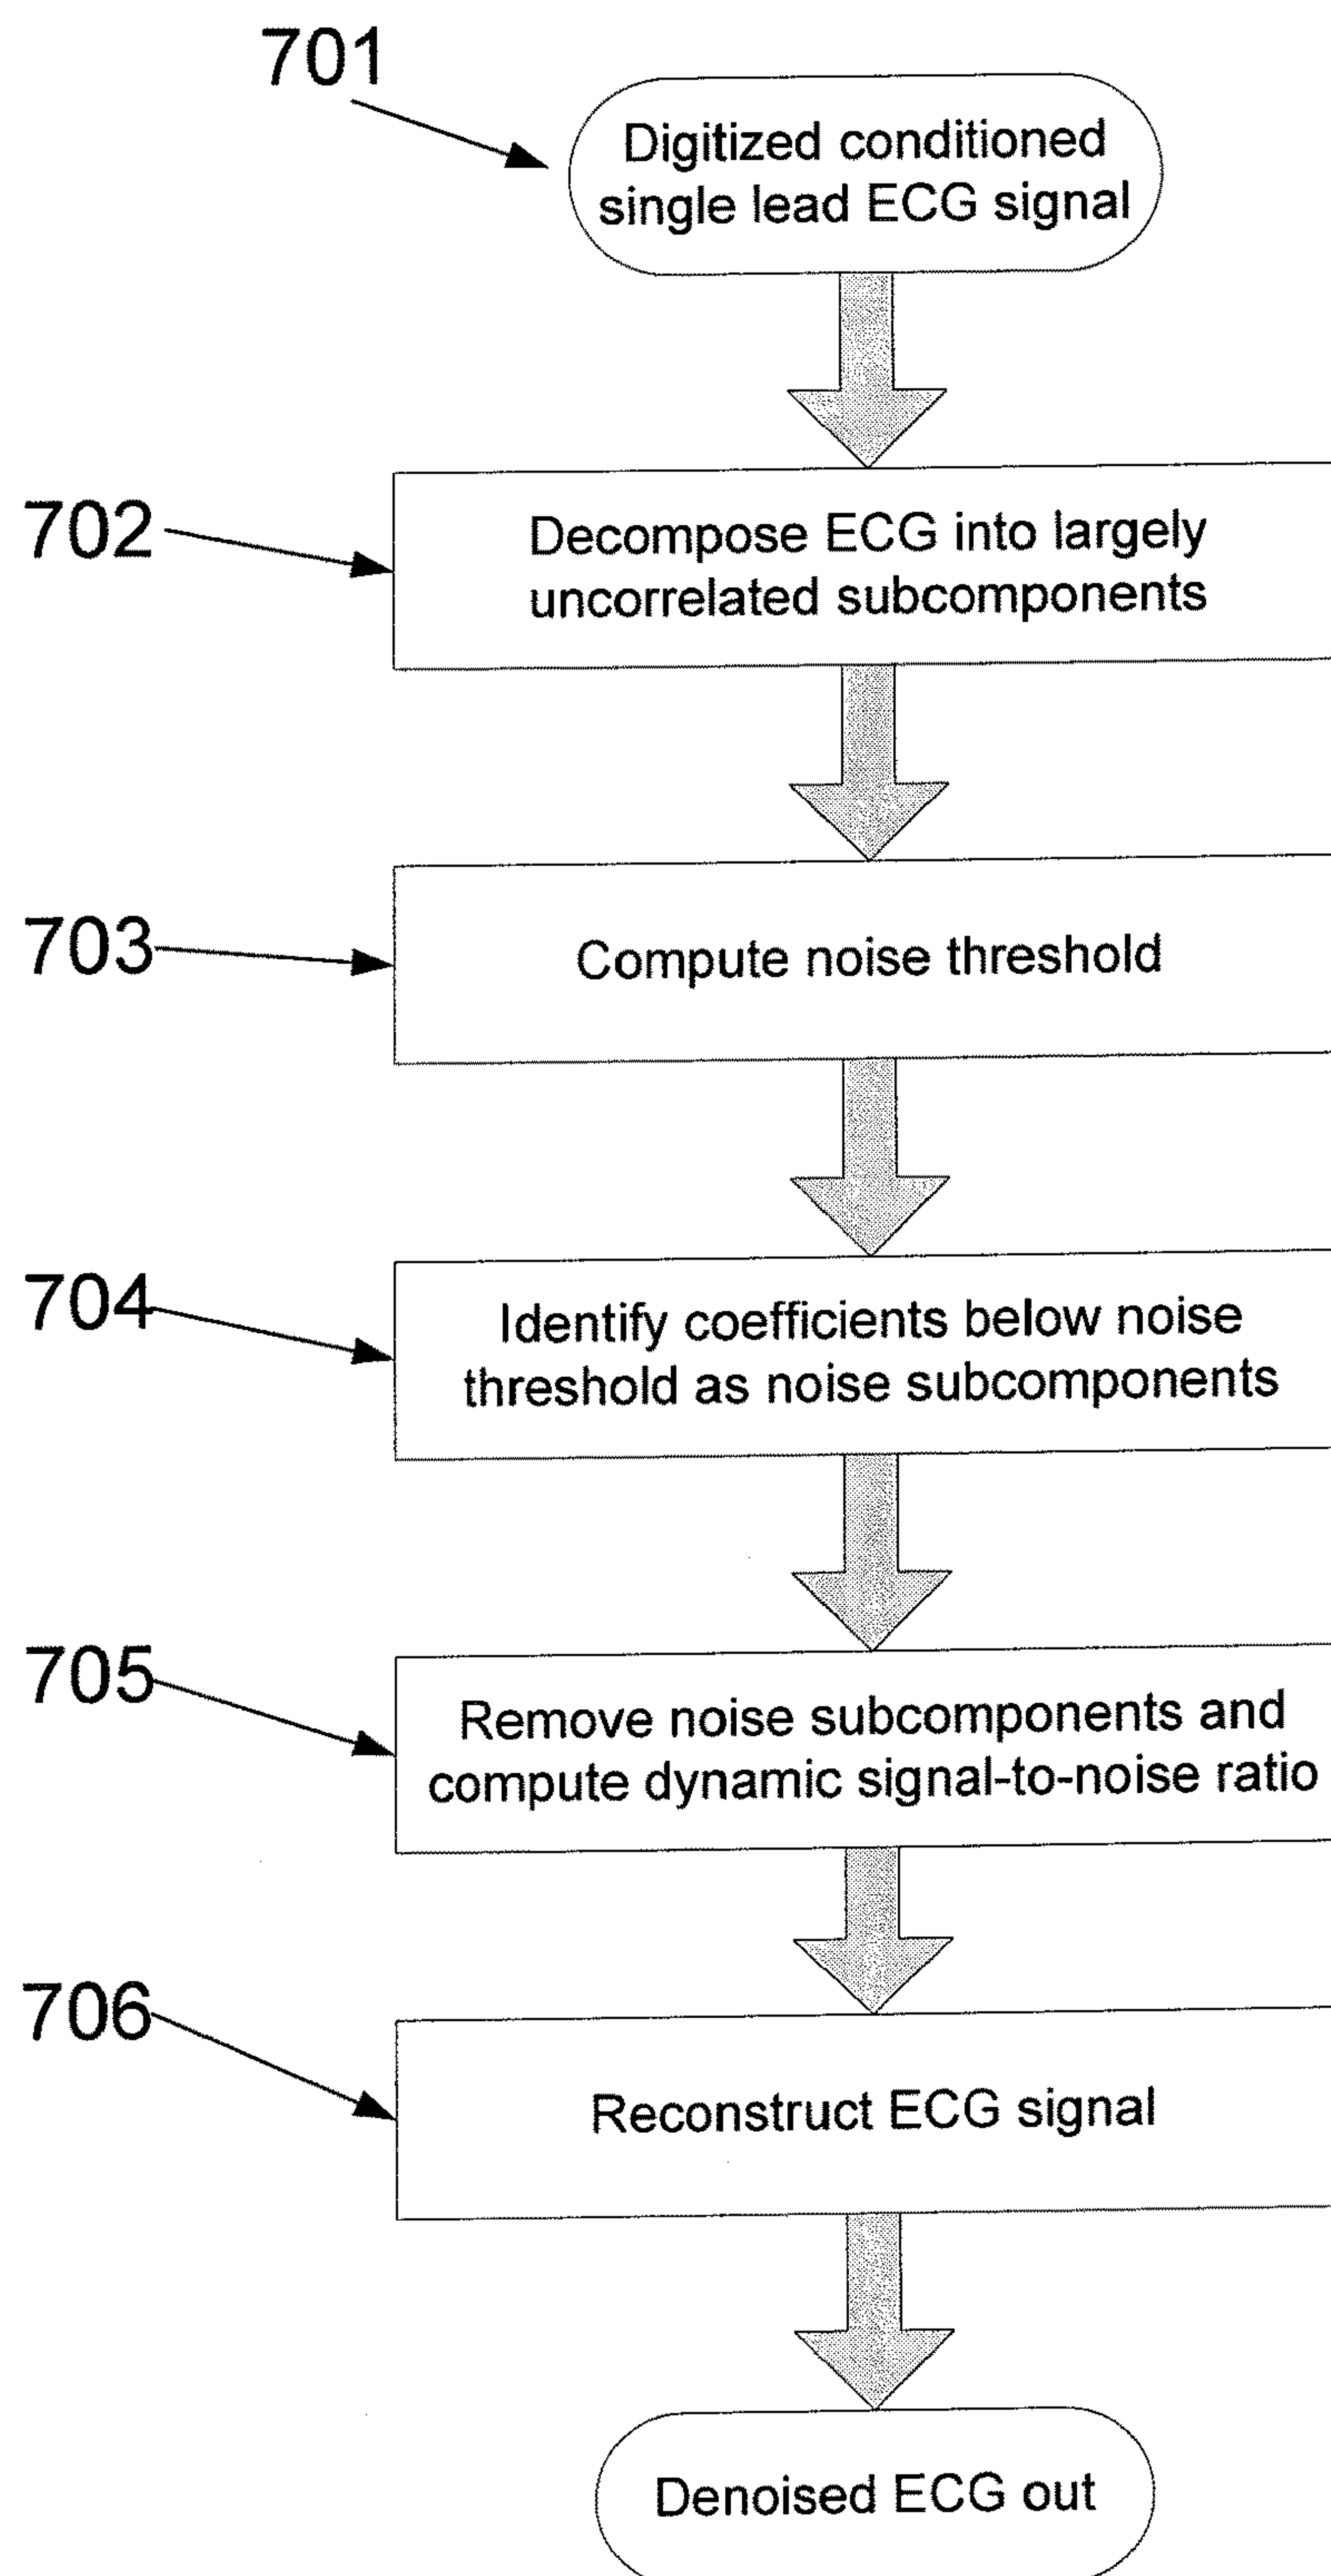 701
Digitized conditioned
single lead ECG signal
702
Decompose ECG into largely
uncorrelated subcomponents
703
Compute noise threshold
704
Identify coefficients below noise
threshold as noise subcomponents
705
Remove noise subcomponents and
compute dynamic signal-to-noise ratio
706
Reconstruct ECG signal
Denoised ECG out